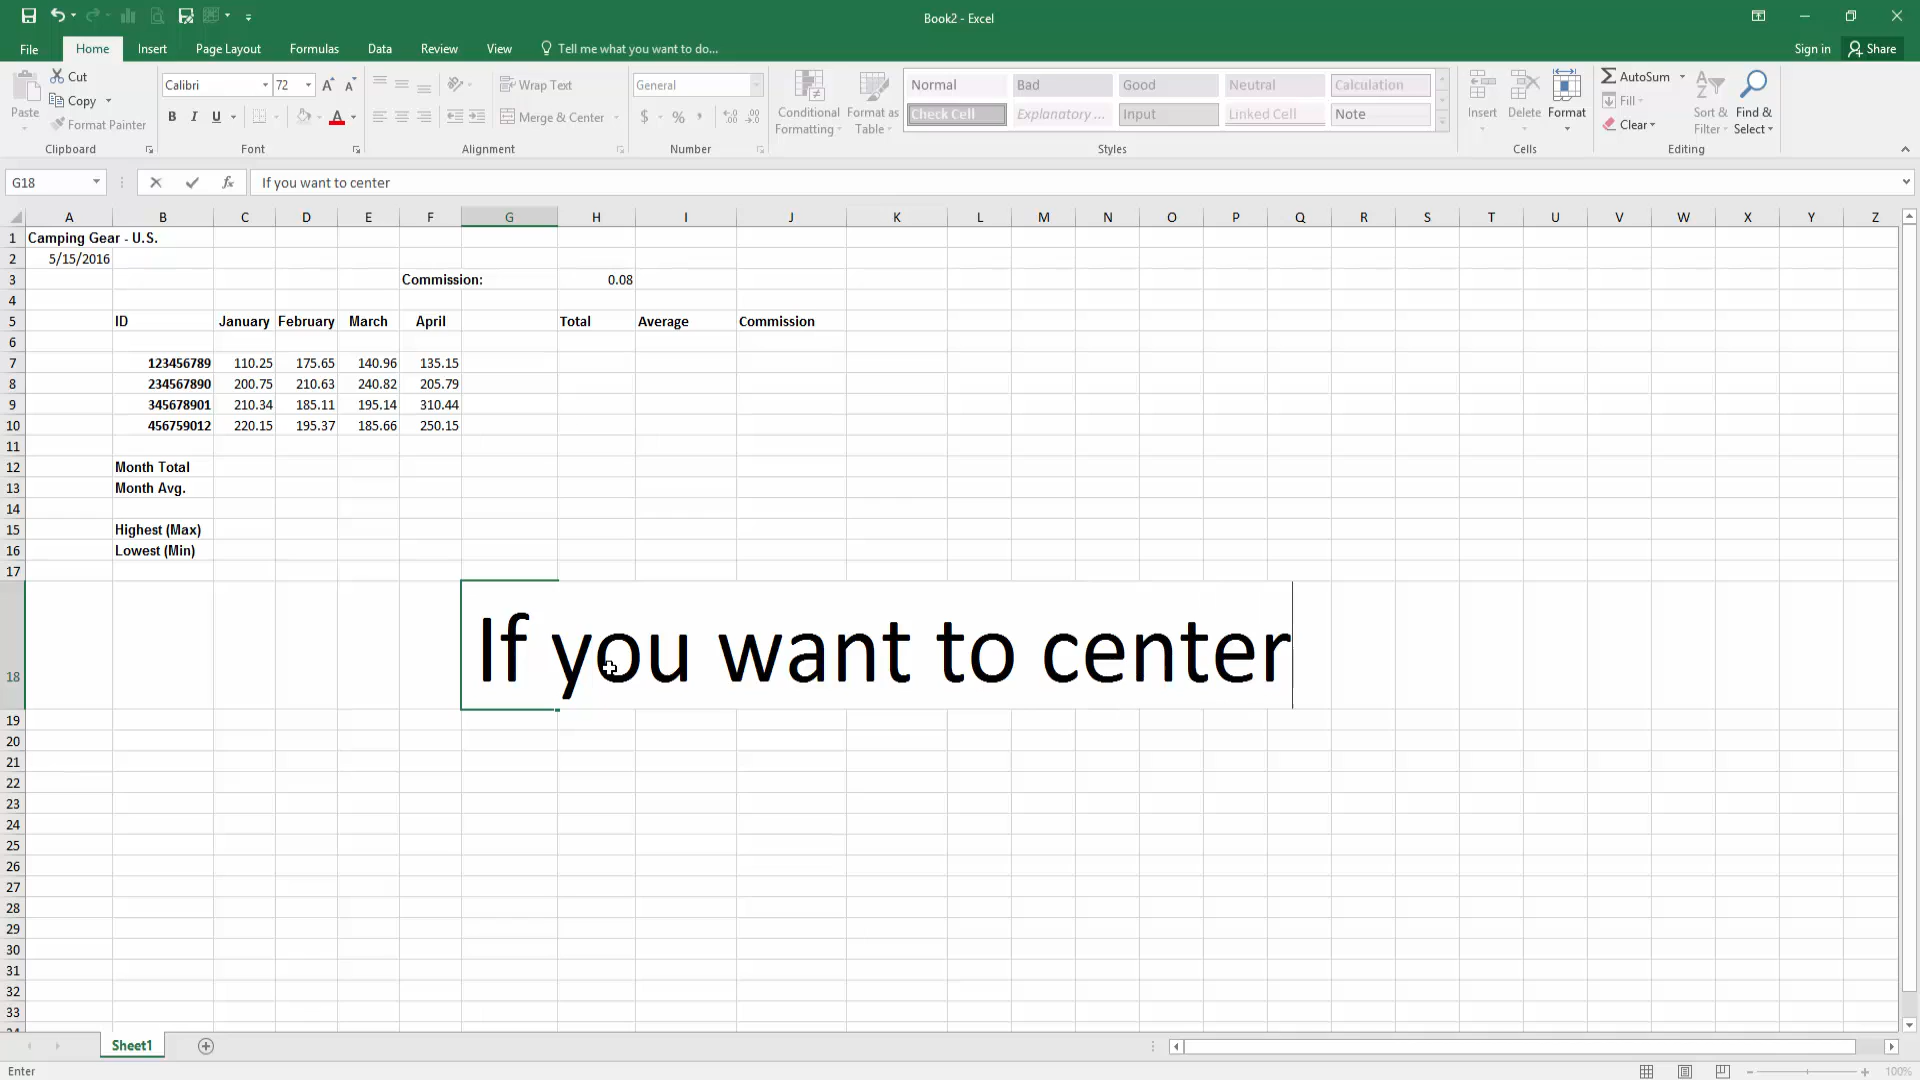 Book2 - Excel
File Home Insert Page Layout Formulas Data Review View Tell me what you want to do... Sign in Share
Cut
Copy
Format Painter
Paste
Clipboard
Calibri 72
B I U
Font
Wrap Text
Merge & Center
Alignment
General
$ % ,
Number
Conditional Formatting
Format as Table
Normal Bad Good Neutral Calculation
Check Cell Explanatory ... Input Linked Cell Note
Styles
Insert Delete Format
Cells
AutoSum
Fill
Clear
Sort & Filter
Find & Select
Editing
G18 fx If you want to center
A B C D E F G H I J K L M N O P Q R S T U V W X Y Z
1 Camping Gear - U.S.
2 5/15/2016
3 Commission: 0.08
4
5 ID January February March April Total Average Commission
6
7 123456789 110.25 175.65 140.96 135.15
8 234567890 200.75 210.63 240.82 205.79
9 345678901 210.34 185.11 195.14 310.44
10 456759012 220.15 195.37 185.66 250.15
11
12 Month Total
13 Month Avg.
14
15 Highest (Max)
16 Lowest (Min)
17
18 If you want to center
19
20
21
22
23
24
25
26
27
28
29
30
31
32
33
Sheet1
Enter 100%